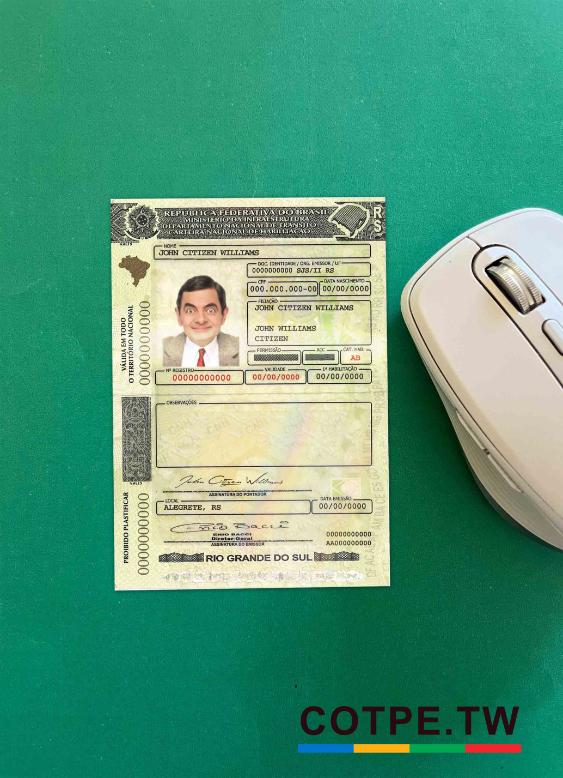 REPÚBLICA FEDERATIVA DO BRASIL
MINISTÉRIO DA INFRAESTRUTURA
DEPARTAMENTO NACIONAL DE TRÂNSITO
CARTEIRA NACIONAL DE HABILITAÇÃO
RS
NOME
JOHN CITIZEN WILLIAMS
DOC. IDENTIDADE / ORG. EMISSOR / UF
0000000000 SJS/II RS
CPF
DATA NASCIMENTO
000.000.000-00
00/00/0000
FILIAÇÃO
JOHN CITIZEN WILLIAMS
JOHN WILLIAMS
CITIZEN
PERMISSÃO
ACC
CAT. HAB.
AB
Nº REGISTRO
VALIDADE
1ª HABILITAÇÃO
00000000000
00/00/0000
00/00/0000
VÁLIDA EM TODO
O TERRITÓRIO NACIONAL
0000000000
OBSERVAÇÕES
John Citizen Williams
ASSINATURA DO PORTADOR
LOCAL
DATA EMISSÃO
ALEGRETE, RS
00/00/0000
PROIBIDO PLASTIFICAR
0000000000
ENIO BACCI
Diretor-Geral
ASSINATURA DO EMISSOR
00000000000
AA000000000
RIO GRANDE DO SUL
COTPE.TW